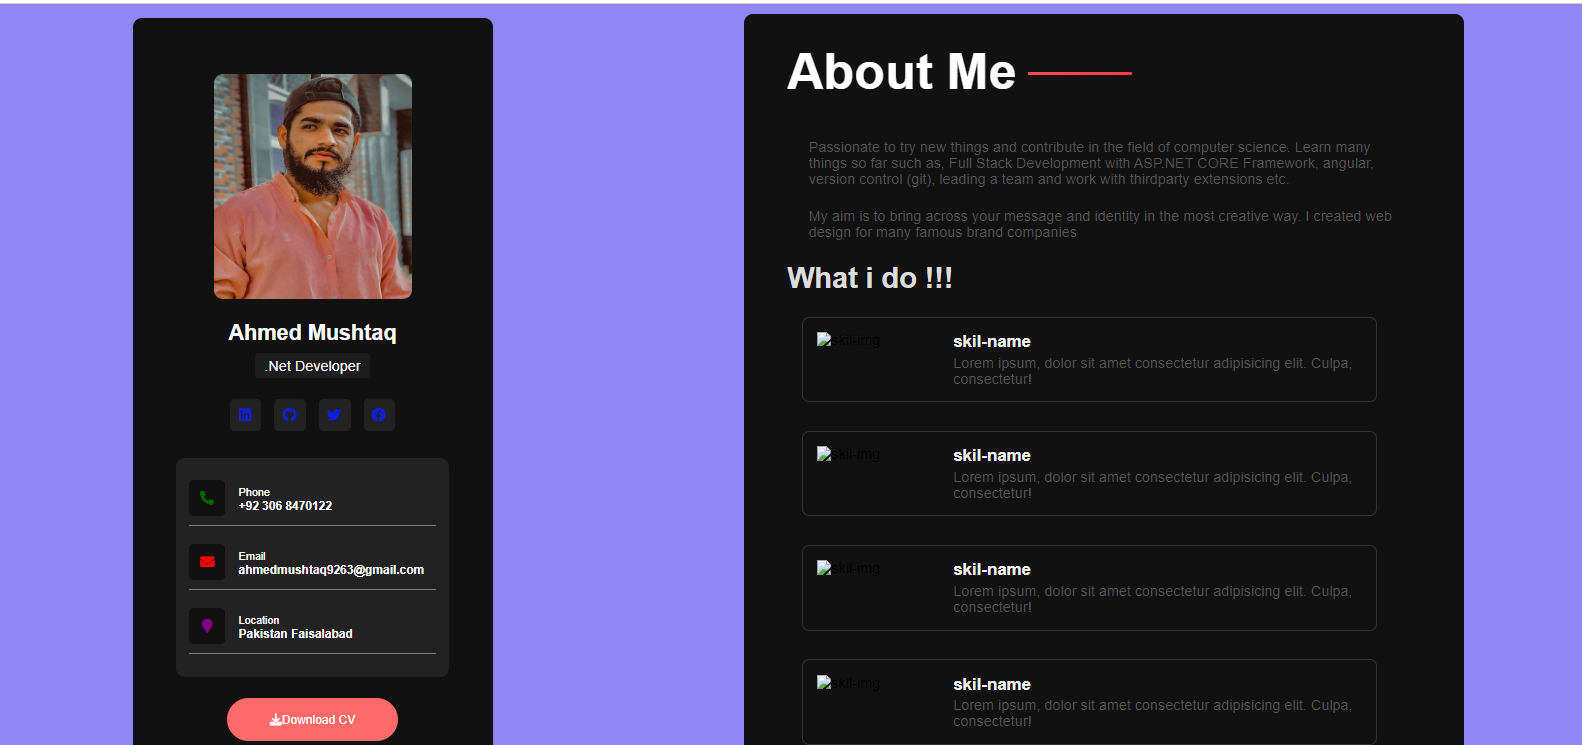 Ahmed Mushtaq
.Net Developer
Phone
+92 306 8470122
Email
ahmedmushtaq9263@gmail.com
Location
Pakistan Faisalabad
Download CV
About Me
Passionate to try new things and contribute in the field of computer science. Learn many
things so far such as, Full Stack Development with ASP.NET CORE Framework, angular,
version control (git), leading a team and work with thirdparty extensions etc.
My aim is to bring across your message and identity in the most creative way. I created web
design for many famous brand companies
What i do !!!
skil-img
skil-name
Lorem ipsum, dolor sit amet consectetur adipisicing elit. Culpa,
consectetur!
skil-img
skil-name
Lorem ipsum, dolor sit amet consectetur adipisicing elit. Culpa,
consectetur!
skil-img
skil-name
Lorem ipsum, dolor sit amet consectetur adipisicing elit. Culpa,
consectetur!
skil-img
skil-name
Lorem ipsum, dolor sit amet consectetur adipisicing elit. Culpa,
consectetur!